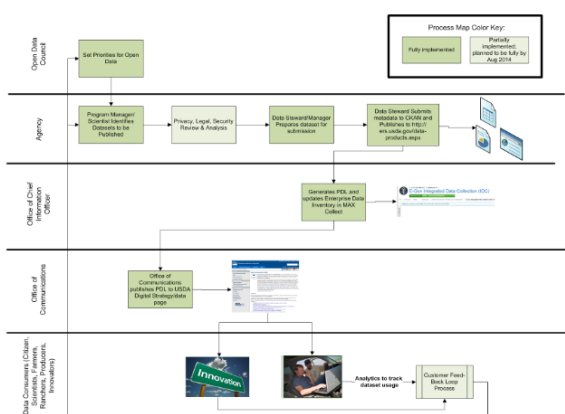 Process Map Color Key:
Fully implemented
Partially
implemented;
planned to be fully by
Aug 2014
Open Data
Council
Set Priorities for Open
Data
Agency
Program Manager/
Scientist Identifies
Datasets to be
Published
Privacy, Legal, Security
Review & Analysis
Data Steward/Manager
Prepares dataset for
submission
Data Steward Submits
metadata to CKAN and
Publishes to http://
ers.usda.gov/data-
products.aspx
Office of Chief
Information
Officer
Generates PDL and
updates Enterprise Data
Inventory in MAX
Collect
E-Gov Integrated Data Collection (IDC)
Office of
Communications
Office of
Communications
publishes PDL to USDA
Digital Strategy/data
page
Data Consumers (Citizen,
Scientists, Farmers,
Ranchers, Producers,
Innovators)
Innovation
Analytics to track
dataset usage
Customer Feed-
Back Loop
Process